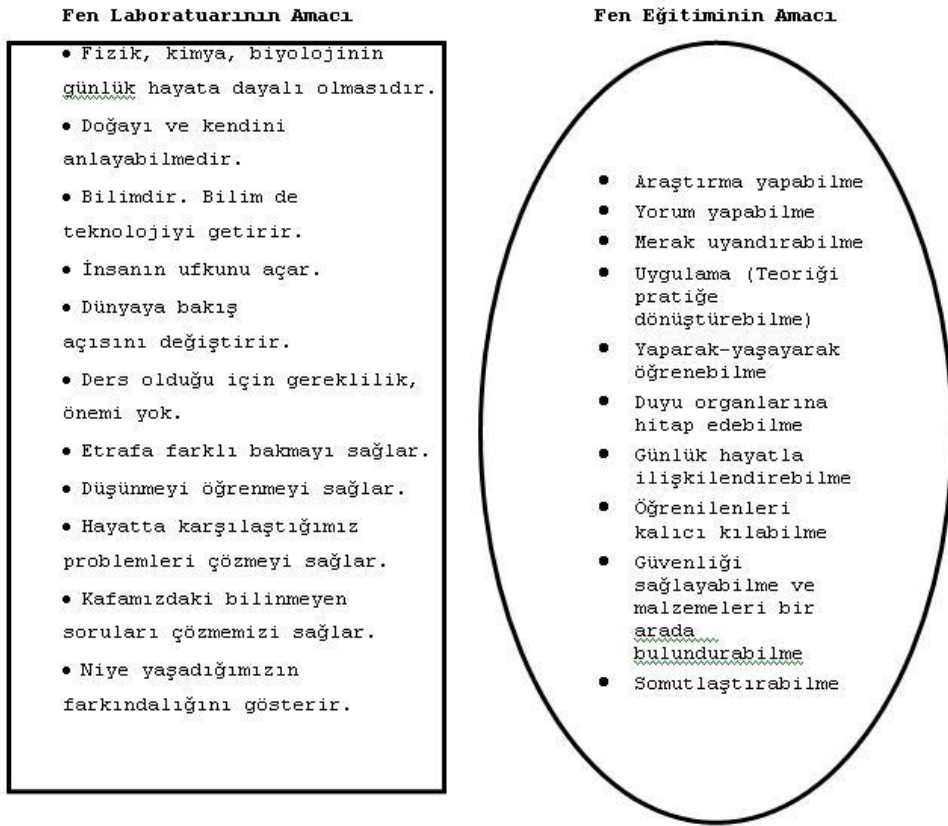 Fen Laboratuarının Amacı
• Fizik, kimya, biyolojinin
günlük hayata dayalı olmasıdır.
• Doğayı ve kendini
anlayabilmedir.
• Bilimdir. Bilim de
teknolojiyi getirir.
• İnsanın ufkunu açar.
• Dünyaya bakış
açısını değiştirir.
• Ders olduğu için gereklilik,
önemi yok.
• Etrafa farklı bakmayı sağlar.
• Düşünmeyi öğrenmeyi sağlar.
• Hayatta karşılaştığımız
problemleri çözmeyi sağlar.
• Kafamızdaki bilinmeyen
soruları çözmemizi sağlar.
• Niye yaşadığımızın
farkındalığını gösterir.
Fen Eğitiminin Amacı
• Araştırma yapabilme
• Yorum yapabilme
• Merak uyandırabilme
• Uygulama (Teoriği
pratiğe
dönüştürebilme)
• Yaparak-yaşayarak
öğrenebilme
• Duyu organlarına
hitap edebilme
• Günlük hayatla
ilişkilendirebilme
• Öğrenilenleri
kalıcı kılabilme
• Güvenliği
sağlayabilme ve
malzemeleri bir
arada
bulundurabilme
• Somutlaştırabilme